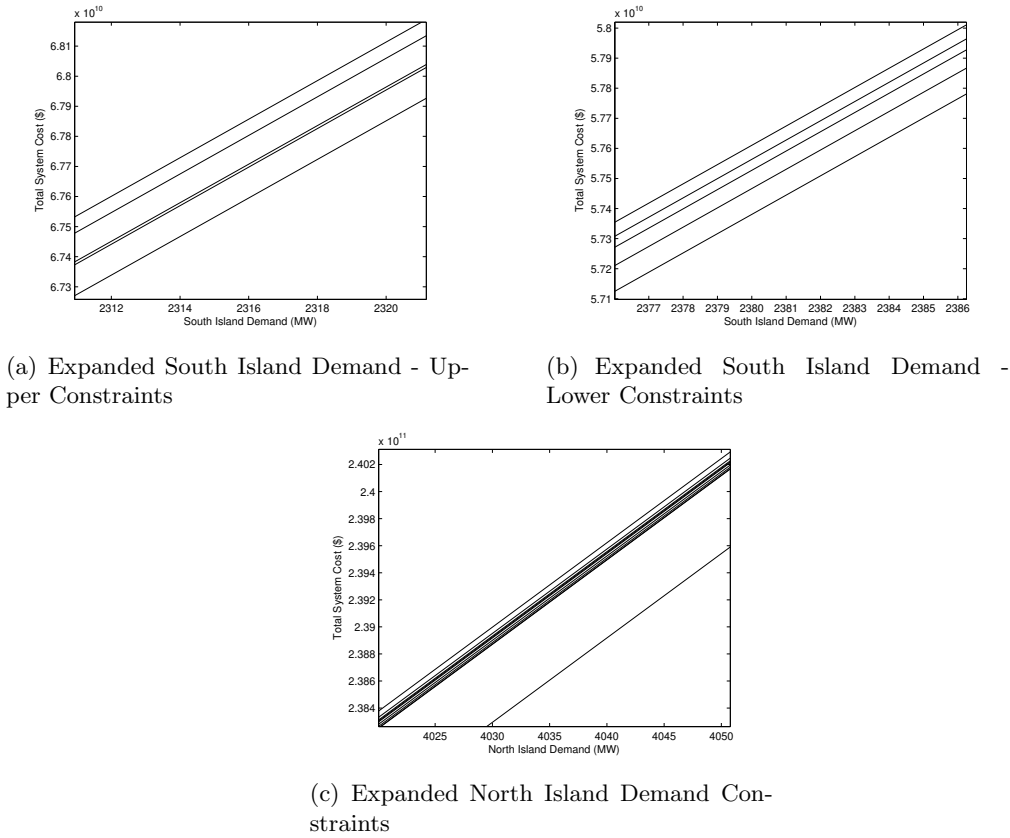 x 10^10
6.81
6.8
6.79
6.78
6.77
6.76
6.75
6.74
6.73
Total System Cost ($)
2312 2314 2316 2318 2320
South Island Demand (MW)
(a) Expanded South Island Demand - Up-
per Constraints
x 10^10
5.8
5.79
5.78
5.77
5.76
5.75
5.74
5.73
5.72
5.71
Total System Cost ($)
2377 2378 2379 2380 2381 2382 2383 2384 2385 2386
South Island Demand (MW)
(b) Expanded South Island Demand -
Lower Constraints
x 10^11
2.402
2.4
2.398
2.396
2.394
2.392
2.39
2.388
2.386
2.384
Total System Cost ($)
4025 4030 4035 4040 4045 4050
North Island Demand (MW)
(c) Expanded North Island Demand Con-
straints